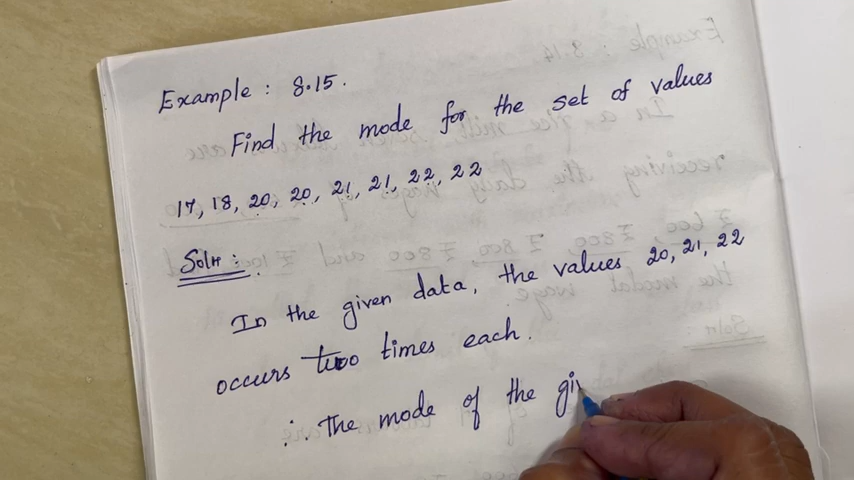 Example : 8.15.
Find the mode for the set of values
17, 18, 20, 20, 21, 21, 22, 22
Soln :
In the given data, the values 20, 21, 22
occurs two times each.
∴ The mode of the